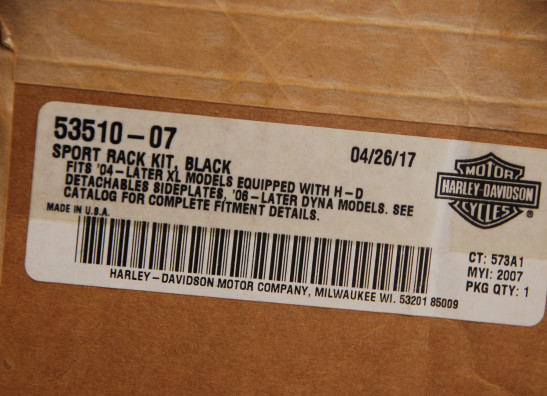 53510-07
04/26/17
SPORT RACK KIT, BLACK
FITS '04-LATER XL MODELS EQUIPPED WITH H-D
DETACHABLES SIDEPLATES, '06-LATER DYNA MODELS. SEE
CATALOG FOR COMPLETE FITMENT DETAILS.
MADE IN U.S.A.
MOTOR
HARLEY-DAVIDSON
CYCLES
®
CT: 573A1
MYI: 2007
PKG QTY: 1
HARLEY-DAVIDSON MOTOR COMPANY, MILWAUKEE WI. 53201 85009